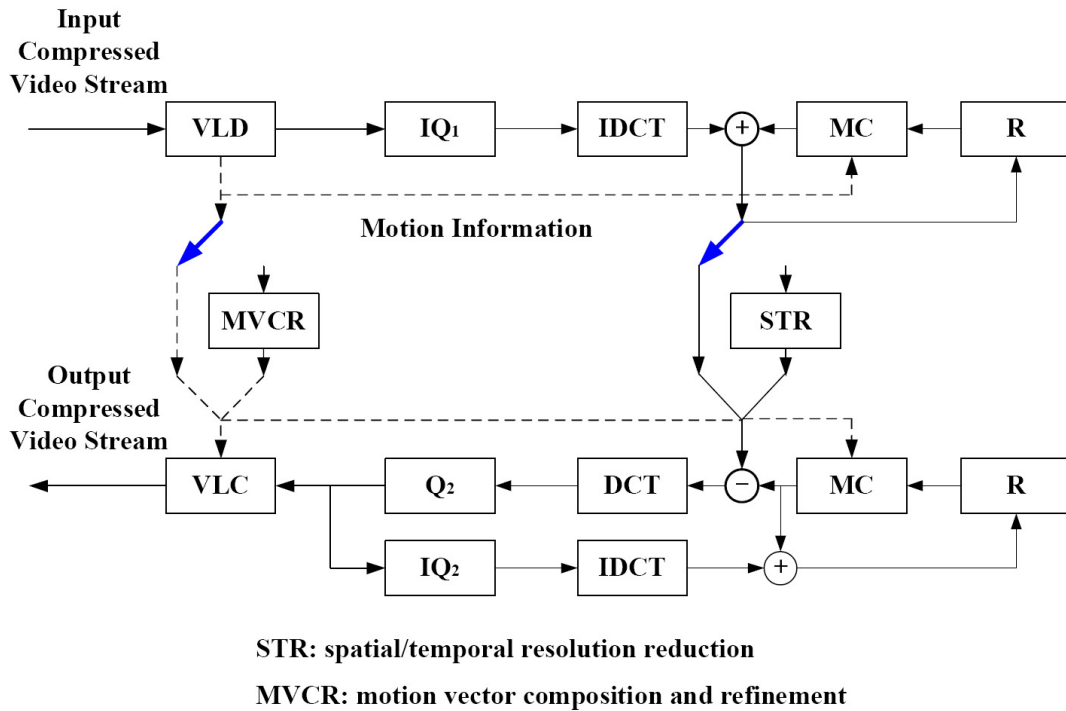 Input
Compressed
Video Stream
VLD
IQ1
IDCT
+
MC
R
Motion Information
MVCR
STR
Output
Compressed
Video Stream
VLC
Q2
DCT
−
MC
R
IQ2
IDCT
+
STR: spatial/temporal resolution reduction
MVCR: motion vector composition and refinement